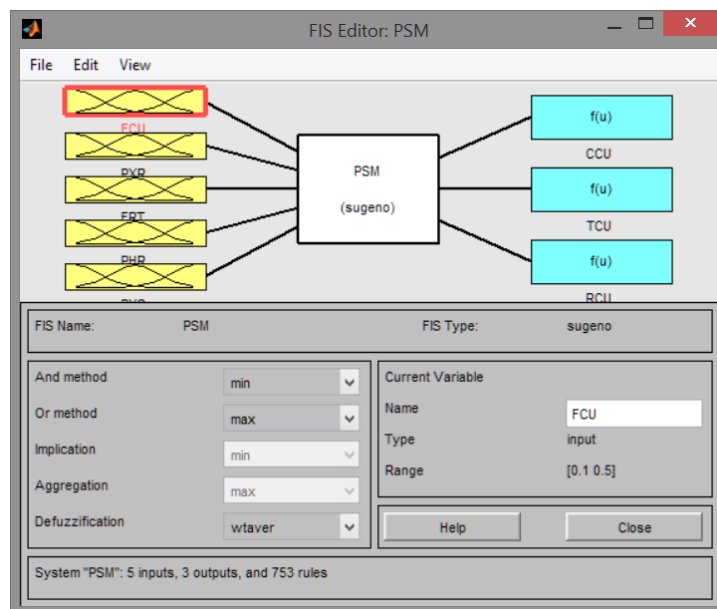 FIS Editor: PSM
File Edit View
FCU
PXR
FRT
PHR
PSM
(sugeno)
f(u)
CCU
f(u)
TCU
f(u)
RCU
FIS Name: PSM FIS Type: sugeno
And method min
Or method max
Implication min
Aggregation max
Defuzzification wtaver
Current Variable
Name FCU
Type input
Range [0.1 0.5]
Help Close
System "PSM": 5 inputs, 3 outputs, and 753 rules